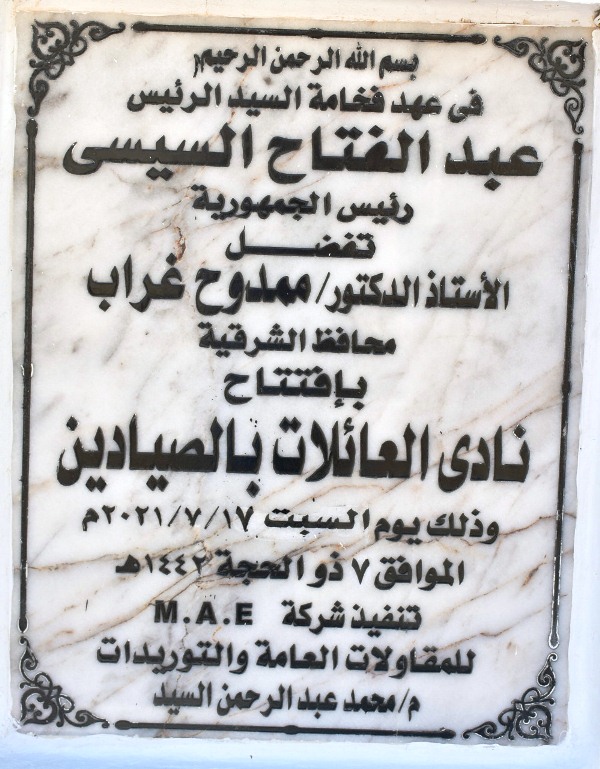 بسم الله الرحمن الرحيم
فى عهد فخامة السيد الرئيس
عبد الفتاح السيسى
رئيس الجمهورية
تفضل
الأستاذ الدكتور/ ممدوح غراب
محافظ الشرقية
بإفتتاح
نادى العائلات بالصيادين
وذلك يوم السبت ٢٠٢١/٧/١٧م
الموافق ٧ ذو الحجة ١٤٤٢هـ
تنفيذ شركة M.A.E
للمقاولات العامة والتوريدات
م/ محمد عبد الرحمن السيد